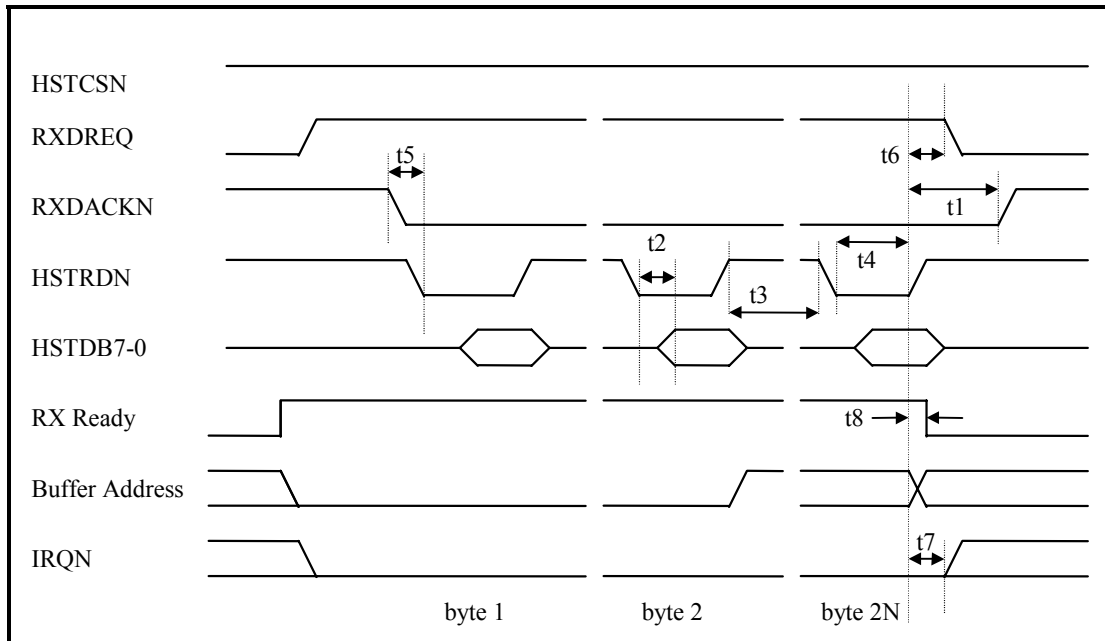 HSTCSN
RXDREQ
t5
t6
RXDACKN
t1
t2
t4
HSTRDN
t3
HSTDB7-0
RX Ready
t8
Buffer Address
t7
IRQN
byte 1
byte 2
byte 2N